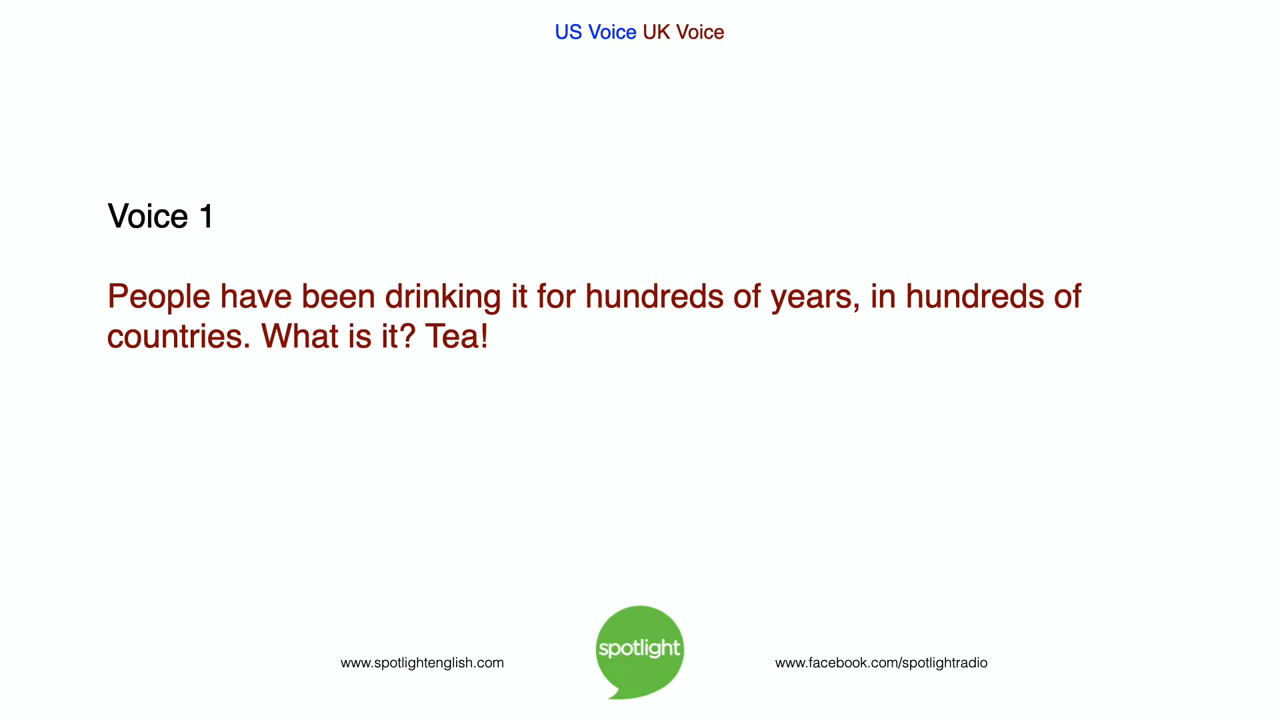 US Voice UK Voice
Voice 1
People have been drinking it for hundreds of years, in hundreds of
countries. What is it? Tea!
spotlight
www.spotlightenglish.com
www.facebook.com/spotlightradio